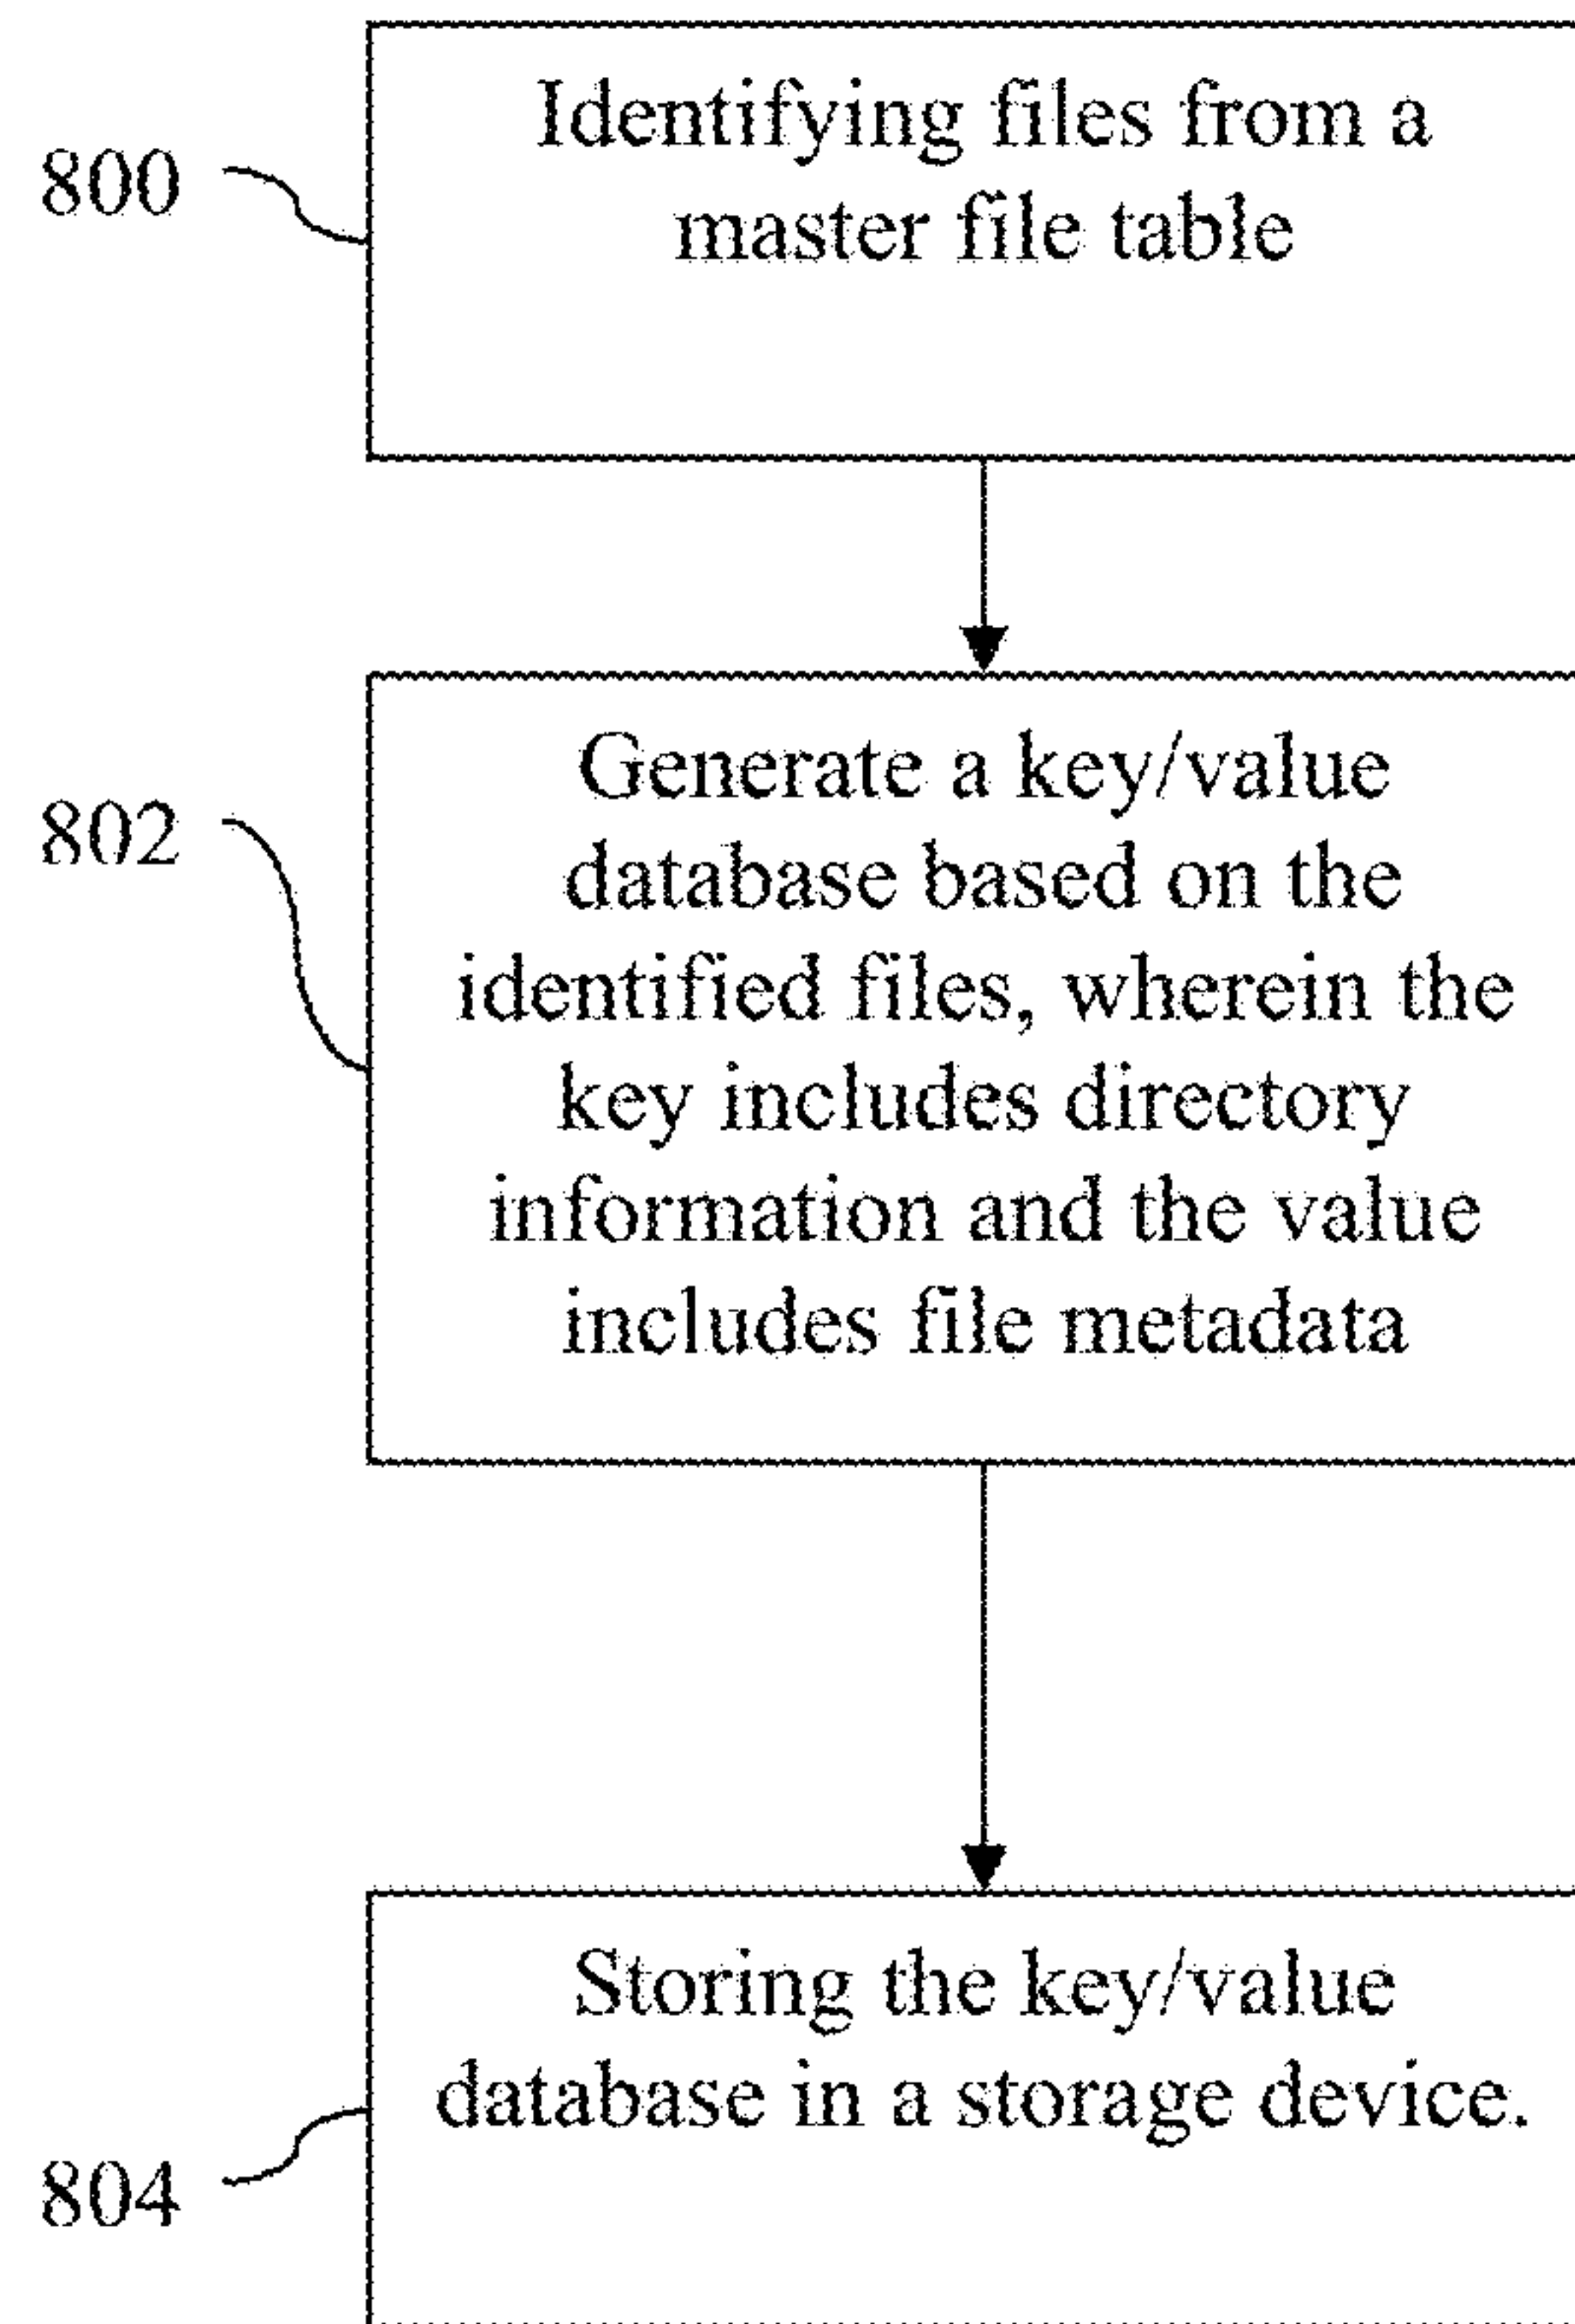 800
Identifying files from a
master file table
802
Generate a key/value
database based on the
identified files, wherein the
key includes directory
information and the value
includes file metadata
804
Storing the key/value
database in a storage device.